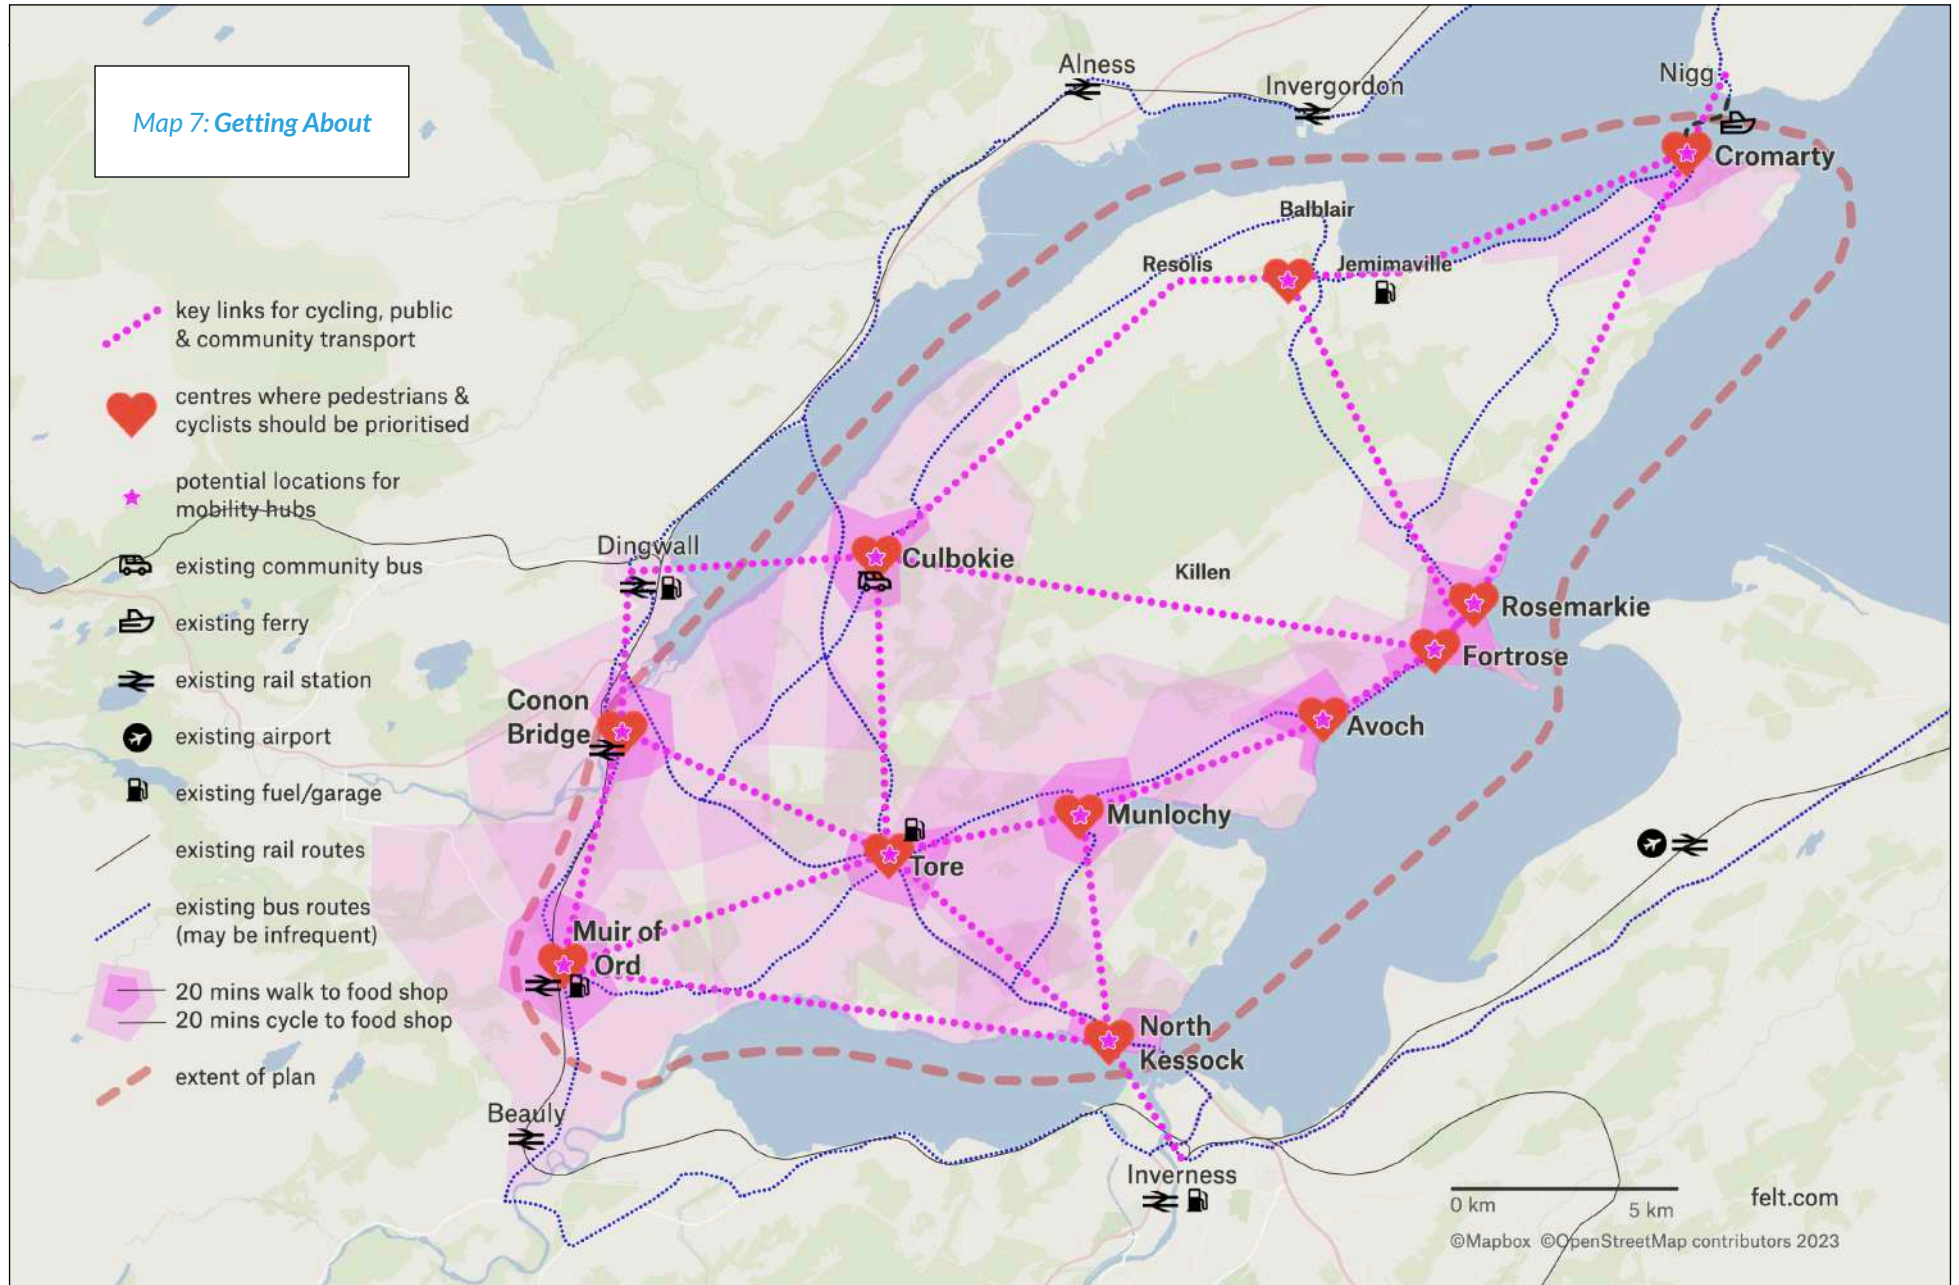 Map 7: Getting About
key links for cycling, public
& community transport
centres where pedestrians &
cyclists should be prioritised
potential locations for
mobility hubs
existing community bus
existing ferry
existing rail station
existing airport
existing fuel/garage
existing rail routes
existing bus routes
(may be infrequent)
20 mins walk to food shop
20 mins cycle to food shop
extent of plan
Alness
Invergordon
Nigg
Cromarty
Balblair
Resolis
Jemimaville
Dingwall
Culbokie
Killen
Rosemarkie
Fortrose
Conon
Bridge
Avoch
Munlochy
Tore
Muir of
Ord
North
Kessock
Beauly
Inverness
0 km
5 km
felt.com
©Mapbox ©OpenStreetMap contributors 2023